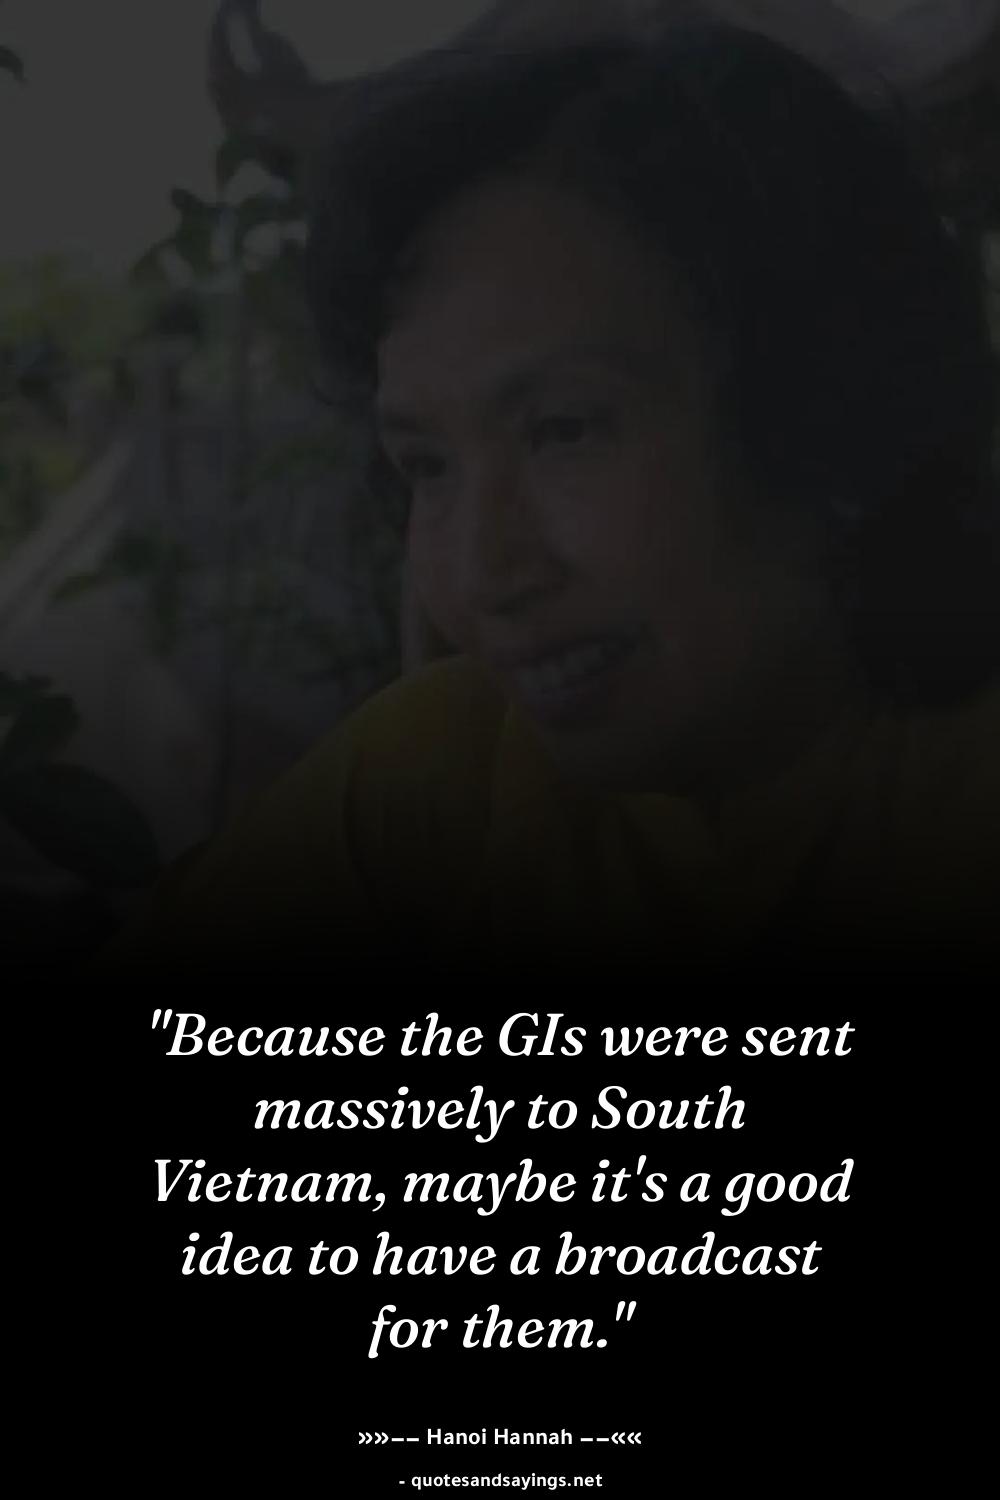 "Because the GIs were sent
massively to South
Vietnam, maybe it's a good
idea to have a broadcast
for them."
»»–– Hanoi Hannah ––««
- quotesandsayings.net